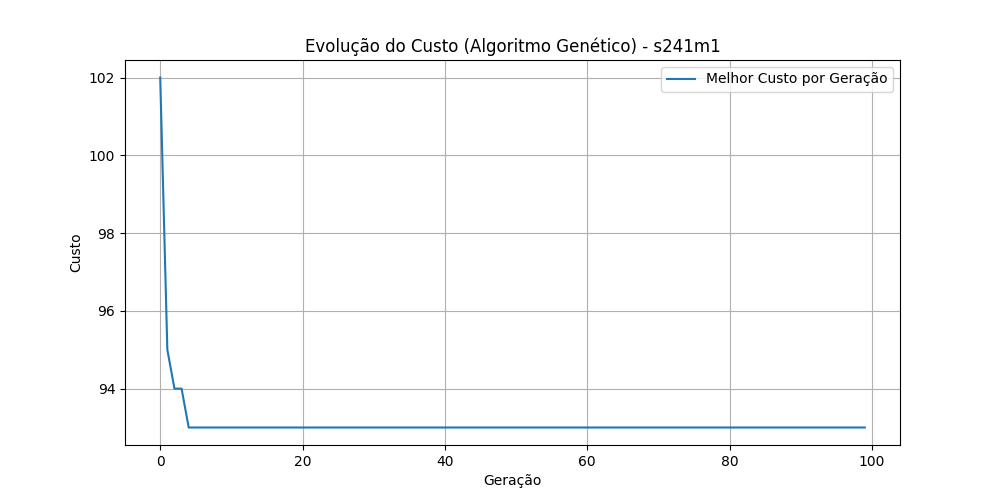 Evolução do Custo (Algoritmo Genético) - s241m1
Melhor Custo por Geração
102
100
98
96
94
Custo
0 20 40 60 80 100
Geração